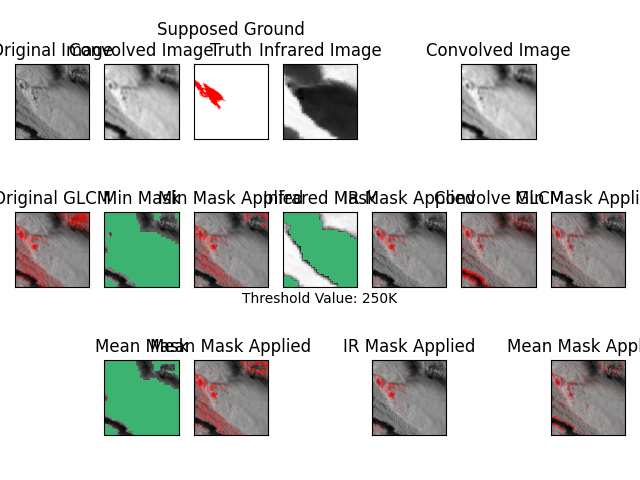 Supposed Ground
Original Image Convolved Image Truth Infrared Image Convolved Image
Original GLCM Min Mask Min Mask Applied Infrared Mask IR Mask Applied Convolve GLCM Min Mask Appli
Threshold Value: 250K
Mean Mask Mean Mask Applied IR Mask Applied Mean Mask Appl